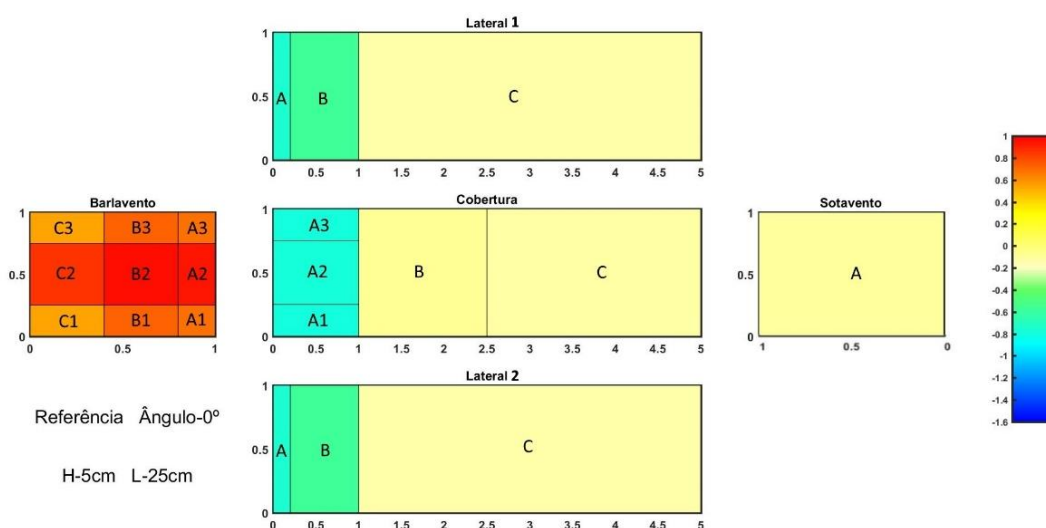 Lateral 1
1
0.5
0
A
B
C
0 0.5 1 1.5 2 2.5 3 3.5 4 4.5 5
Barlavento
1
0.5
0
C3 B3 A3
C2 B2 A2
C1 B1 A1
0 0.5 1
Cobertura
1
0.5
0
A3
A2
A1
B
C
0 0.5 1 1.5 2 2.5 3 3.5 4 4.5 5
Sotavento
1
0.5
0
A
1 0.5 0
1
0.8
0.6
0.4
0.2
0
-0.2
-0.4
-0.6
-0.8
-1
-1.2
-1.4
-1.6
Lateral 2
1
0.5
0
A
B
C
0 0.5 1 1.5 2 2.5 3 3.5 4 4.5 5
Referência Ângulo-0º
H-5cm L-25cm